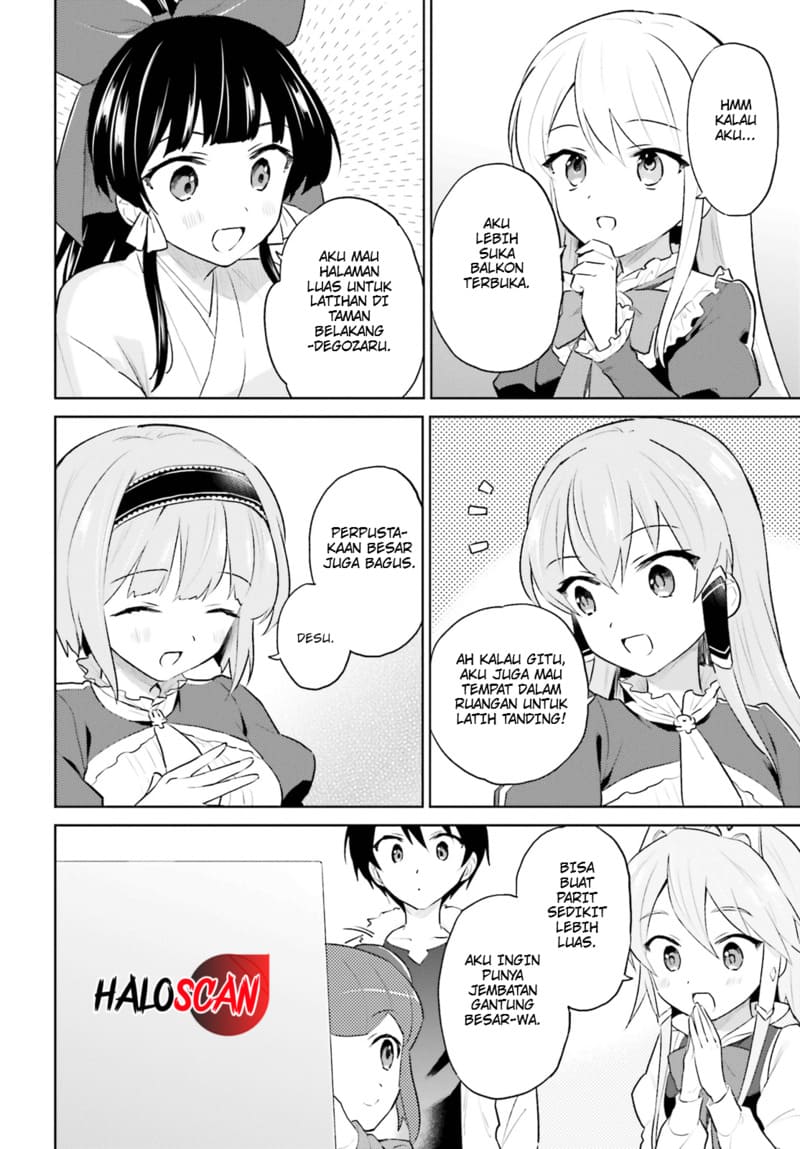 HMM
KALAU
AKU...
AKU
LEBIH
SUKA
BALKON
TERBUKA.
AKU MAU
HALAMAN
LUAS UNTUK
LATIHAN DI
TAMAN
BELAKANG
-DEGOZARU.
AH KALAU GITU,
AKU JUGA MAU
TEMPAT DALAM
RUANGAN UNTUK
LATIH TANDING!
PERPUSTA-
KAAN BESAR
JUGA BAGUS.
DESU.
BISA
BUAT
PARIT
SEDIKIT
LEBIH
LUAS.
AKU INGIN
PUNYA
JEMBATAN
GANTUNG
BESAR-WA.
HALOSCAN